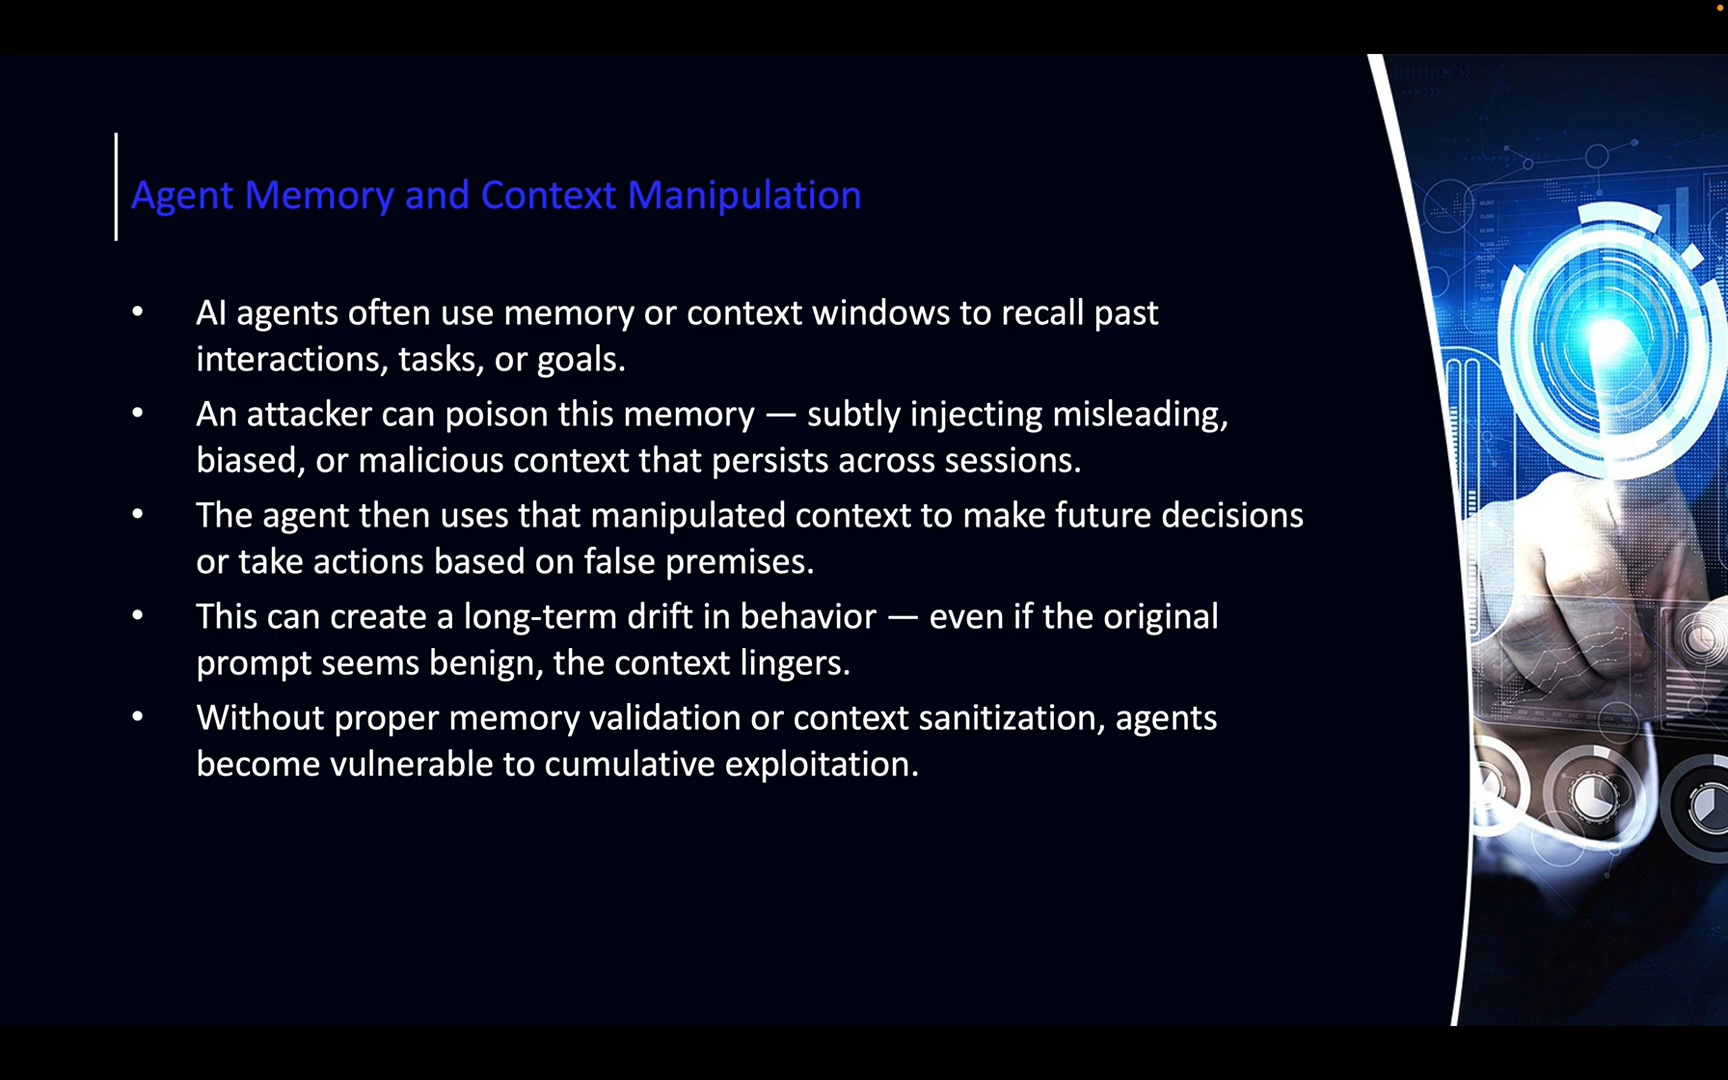 Agent Memory and Context Manipulation
• AI agents often use memory or context windows to recall past
interactions, tasks, or goals.
• An attacker can poison this memory — subtly injecting misleading,
biased, or malicious context that persists across sessions.
• The agent then uses that manipulated context to make future decisions
or take actions based on false premises.
• This can create a long-term drift in behavior — even if the original
prompt seems benign, the context lingers.
• Without proper memory validation or context sanitization, agents
become vulnerable to cumulative exploitation.